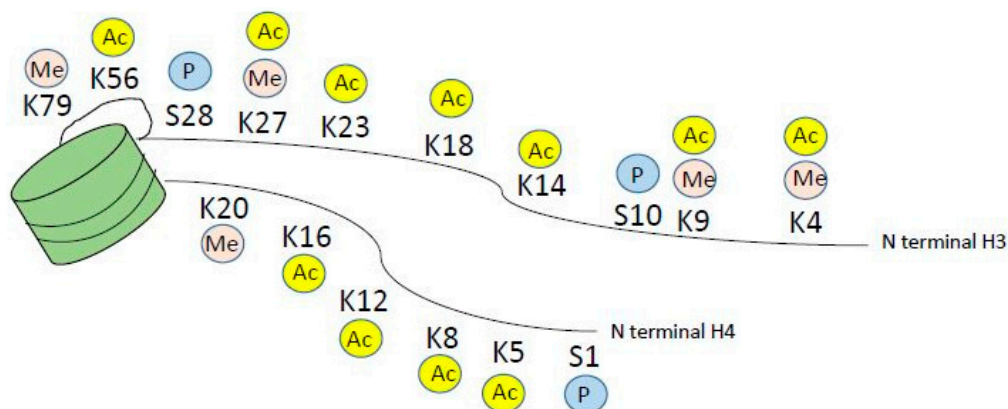 Ac
Ac
Me
P
Me
Ac
Ac
K56
K79
S28
K27
K23
K18
Ac
K14
Ac
Ac
P
Me
Me
S10
K9
K4
N terminal H3
K20
Me
K16
Ac
K12
Ac
N terminal H4
K8
K5
S1
Ac
Ac
P